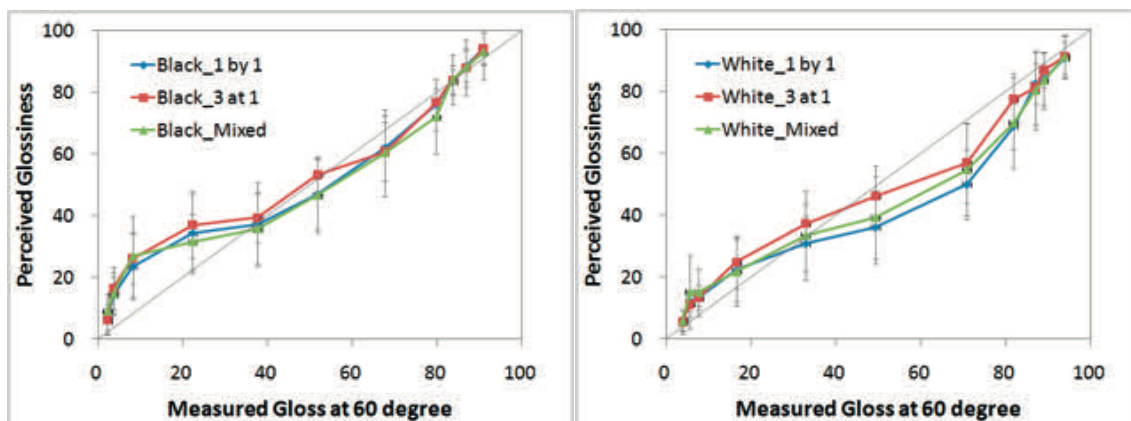 100
80
60
40
20
0
Perceived Glossiness
Black_1 by 1
Black_3 at 1
Black_Mixed
0 20 40 60 80 100
Measured Gloss at 60 degree
100
80
60
40
20
0
Perceived Glossiness
White_1 by 1
White_3 at 1
White_Mixed
0 20 40 60 80 100
Measured Gloss at 60 degree